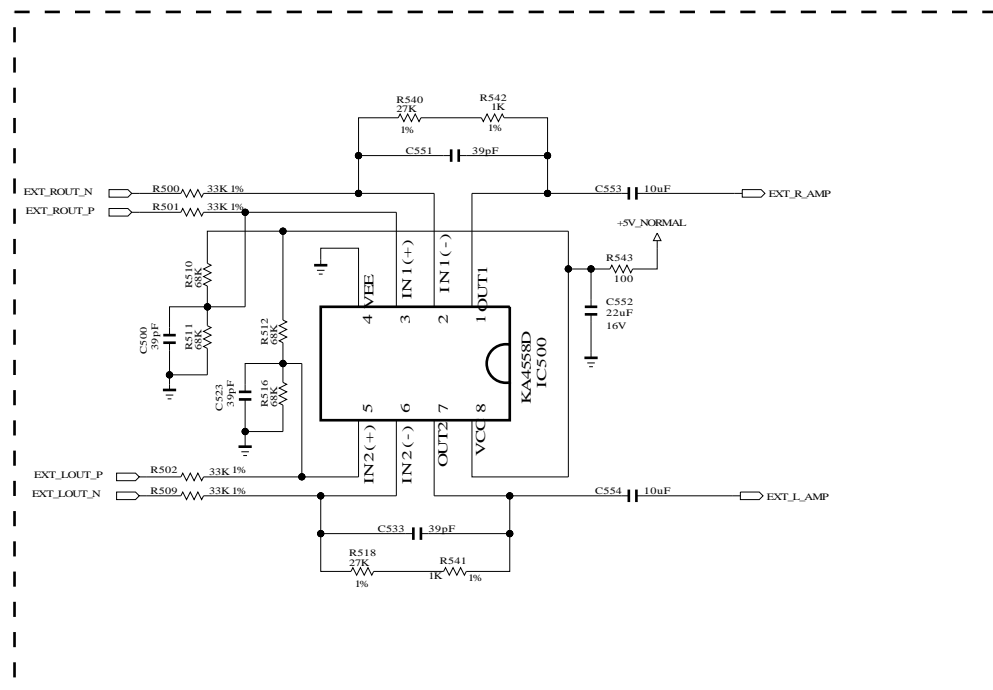 R540
27K
1%
R542
1K
1%
C551
39pF
EXT_ROUT_N
R500
33K 1%
EXT_ROUT_P
R501
33K 1%
C553
10uF
EXT_R_AMP
+5V_NORMAL
R543
100
C552
22uF
16V
R510
68K
R511
68K
C500
39pF
R512
68K
R516
68K
C523
39pF
VEE
IN1(+)
IN1(-)
OUT1
4
3
2
1
KA4558D
IC500
5
6
7
8
IN2(+)
IN2(-)
OUT2
VCC
EXT_LOUT_P
R502
33K 1%
EXT_LOUT_N
R509
33K 1%
C554
10uF
EXT_L_AMP
C533
39pF
R518
27K
1%
R541
1K
1%